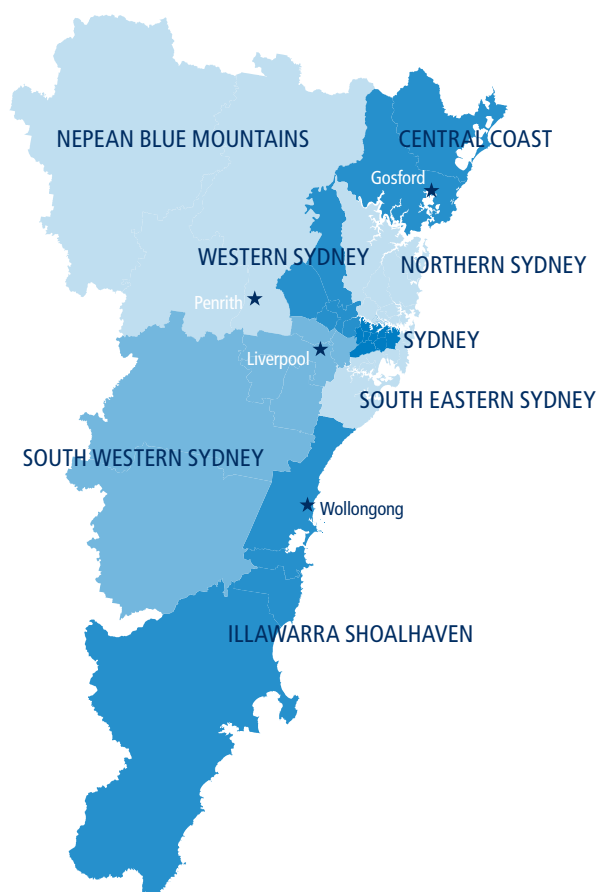 NEPEAN BLUE MOUNTAINS
CENTRAL COAST
Gosford
WESTERN SYDNEY
NORTHERN SYDNEY
Penrith
SYDNEY
Liverpool
SOUTH EASTERN SYDNEY
SOUTH WESTERN SYDNEY
Wollongong
ILLAWARRA SHOALHAVEN